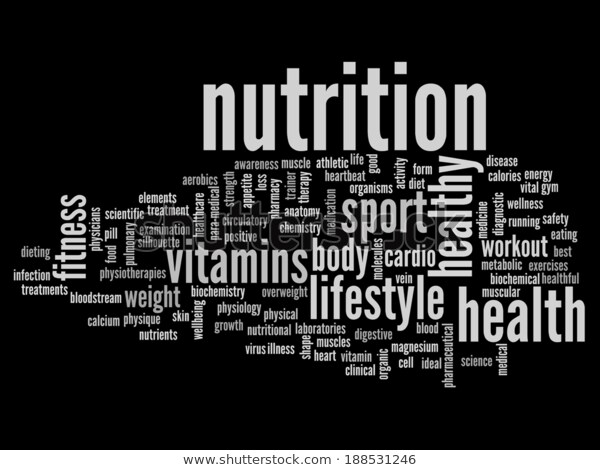 nutrition
awareness
muscle
athletic
life
good
activity
form
diet
healthy
disease
calories
energy
vital
gym
aerobics
strength
appetite
loss
pharmacy
trainer
therapy
heartbeat
organisms
wellness
elements
treatment
healthcare
para-medical
circulatory
positive
anatomy
chemistry
medication
sport
medicine
diagnostic
running
safety
eating
fitness
physicians
scientific
examination
silhouette
food
pill
pulmonary
vitamins
body
molecules
cardio
workout
best
dieting
infection
treatments
physiotherapies
metabolic
exercises
biochemical
healthful
muscular
vein
bloodstream
weight
biochemistry
overweight
lifestyle
health
calcium
physique
skin
wellbeing
physiology
physical
growth
nutritional
laboratories
digestive
blood
nutrients
virus
illness
shape
muscles
heart
vitamin
clinical
organic
magnesium
cell
ideal
pharmaceutical
science
medical
shutterstock
shutterstock.com · 188531246